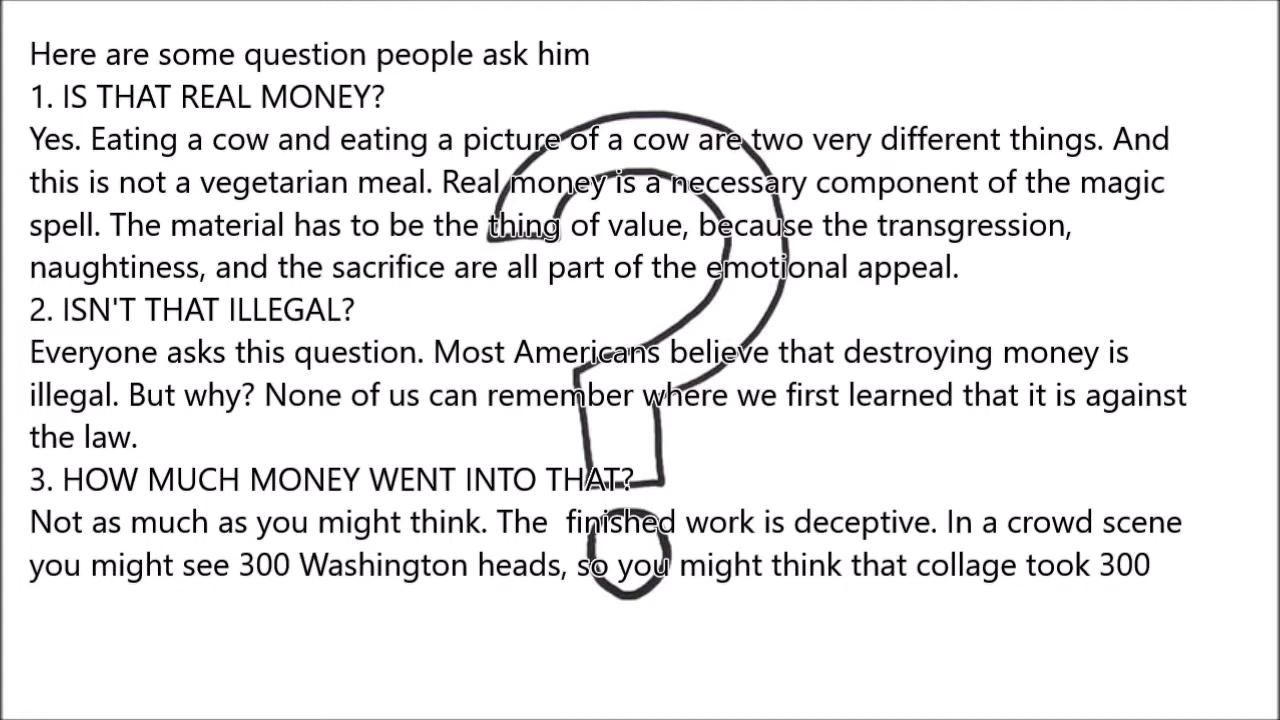 Here are some question people ask him
1. IS THAT REAL MONEY?
Yes. Eating a cow and eating a picture of a cow are two very different things. And
this is not a vegetarian meal. Real money is a necessary component of the magic
spell. The material has to be the thing of value, because the transgression,
naughtiness, and the sacrifice are all part of the emotional appeal.
2. ISN'T THAT ILLEGAL?
Everyone asks this question. Most Americans believe that destroying money is
illegal. But why? None of us can remember where we first learned that it is against
the law.
3. HOW MUCH MONEY WENT INTO THAT?
Not as much as you might think. The  finished work is deceptive. In a crowd scene
you might see 300 Washington heads, so you might think that collage took 300